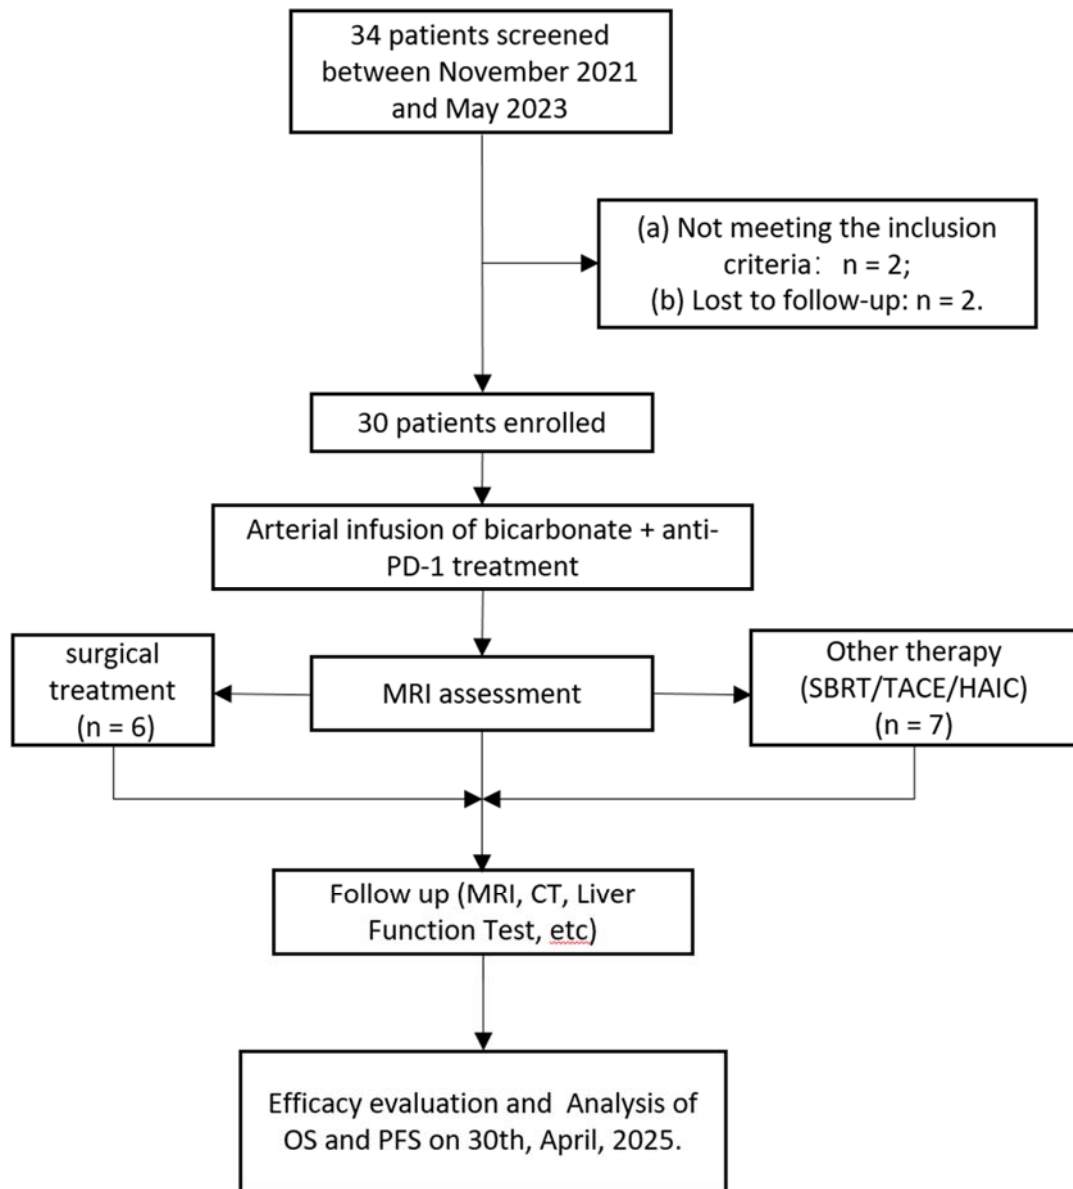 34 patients screened
between November 2021
and May 2023
(a) Not meeting the inclusion
criteria： n = 2;
(b) Lost to follow-up: n = 2.
30 patients enrolled
Arterial infusion of bicarbonate + anti-
PD-1 treatment
surgical
treatment
(n = 6)
MRI assessment
Other therapy
(SBRT/TACE/HAIC)
(n = 7)
Follow up (MRI, CT, Liver
Function Test, etc)
Efficacy evaluation and  Analysis of
OS and PFS on 30th, April, 2025.